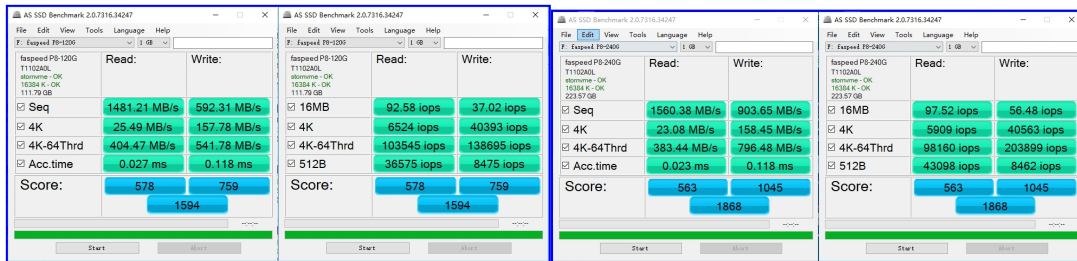 AS SSD Benchmark 2.0.7316.34247
File Edit View Tools Language Help
F: faspeed P8-120G 1 GB
faspeed P8-120G
T1102A0L
stornvme - OK
16384 K - OK
111.79 GB
Read: Write:
Seq 1481.21 MB/s 592.31 MB/s
4K 25.49 MB/s 157.78 MB/s
4K-64Thrd 404.47 MB/s 541.78 MB/s
Acc.time 0.027 ms 0.118 ms
Score: 578 759
1594
--:--:--
Start Abort
AS SSD Benchmark 2.0.7316.34247
File Edit View Tools Language Help
F: faspeed P8-120G 1 GB
faspeed P8-120G
T1102A0L
stornvme - OK
16384 K - OK
111.79 GB
Read: Write:
16MB 92.58 iops 37.02 iops
4K 6524 iops 40393 iops
4K-64Thrd 103545 iops 138695 iops
512B 36575 iops 8475 iops
Score: 578 759
1594
--:--:--
Start Abort
AS SSD Benchmark 2.0.7316.34247
File Edit View Tools Language Help
F: faspeed P8-240G 1 GB
faspeed P8-240G
T1102A0L
stornvme - OK
16384 K - OK
223.57 GB
Read: Write:
Seq 1560.38 MB/s 903.65 MB/s
4K 23.08 MB/s 158.45 MB/s
4K-64Thrd 383.44 MB/s 796.48 MB/s
Acc.time 0.023 ms 0.118 ms
Score: 563 1045
1868
--:--:--
Start Abort
AS SSD Benchmark 2.0.7316.34247
File Edit View Tools Language Help
F: faspeed P8-240G 1 GB
faspeed P8-240G
T1102A0L
stornvme - OK
16384 K - OK
223.57 GB
Read: Write:
16MB 97.52 iops 56.48 iops
4K 5909 iops 40563 iops
4K-64Thrd 98160 iops 203899 iops
512B 43098 iops 8462 iops
Score: 563 1045
1868
--:--:--
Start Abort